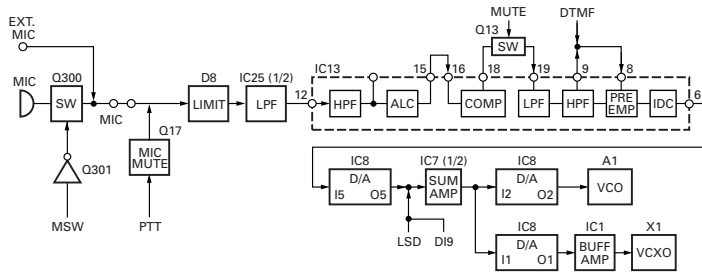 EXT.
MIC
MUTE
DTMF
Q13
SW
MIC
Q300
SW
MIC
D8
LIMIT
IC25 (1/2)
LPF
12
IC13
HPF
ALC
15
16
COMP
18
19
LPF
9
HPF
8
PRE
EMP
IDC
6
Q17
MIC
MUTE
Q301
MSW
PTT
IC8
D/A
I5 O5
IC7 (1/2)
SUM
AMP
IC8
D/A
I2 O2
A1
VCO
LSD
DI9
IC8
D/A
I1 O1
IC1
BUFF
AMP
X1
VCXO